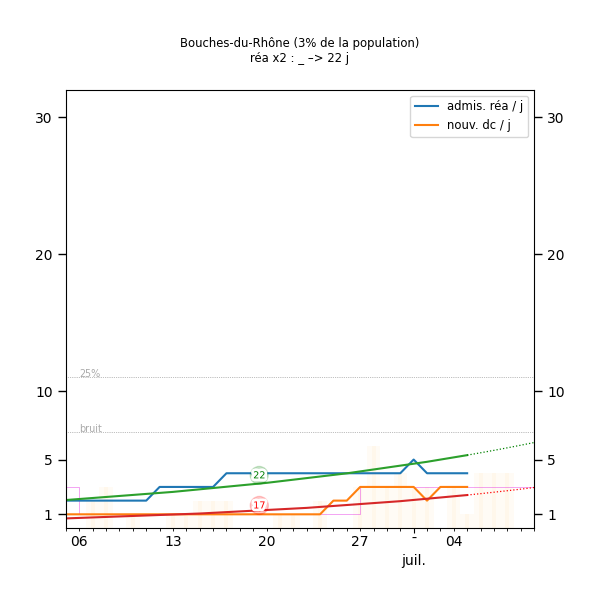 Bouches-du-Rhône (3% de la population)
réa x2 : _ –> 22 j
admis. réa / j
nouv. dc / j
30 30
20 20
25%
10 10
bruit
5 5
22
17
1 1
06 13 20 27 - 04
juil.